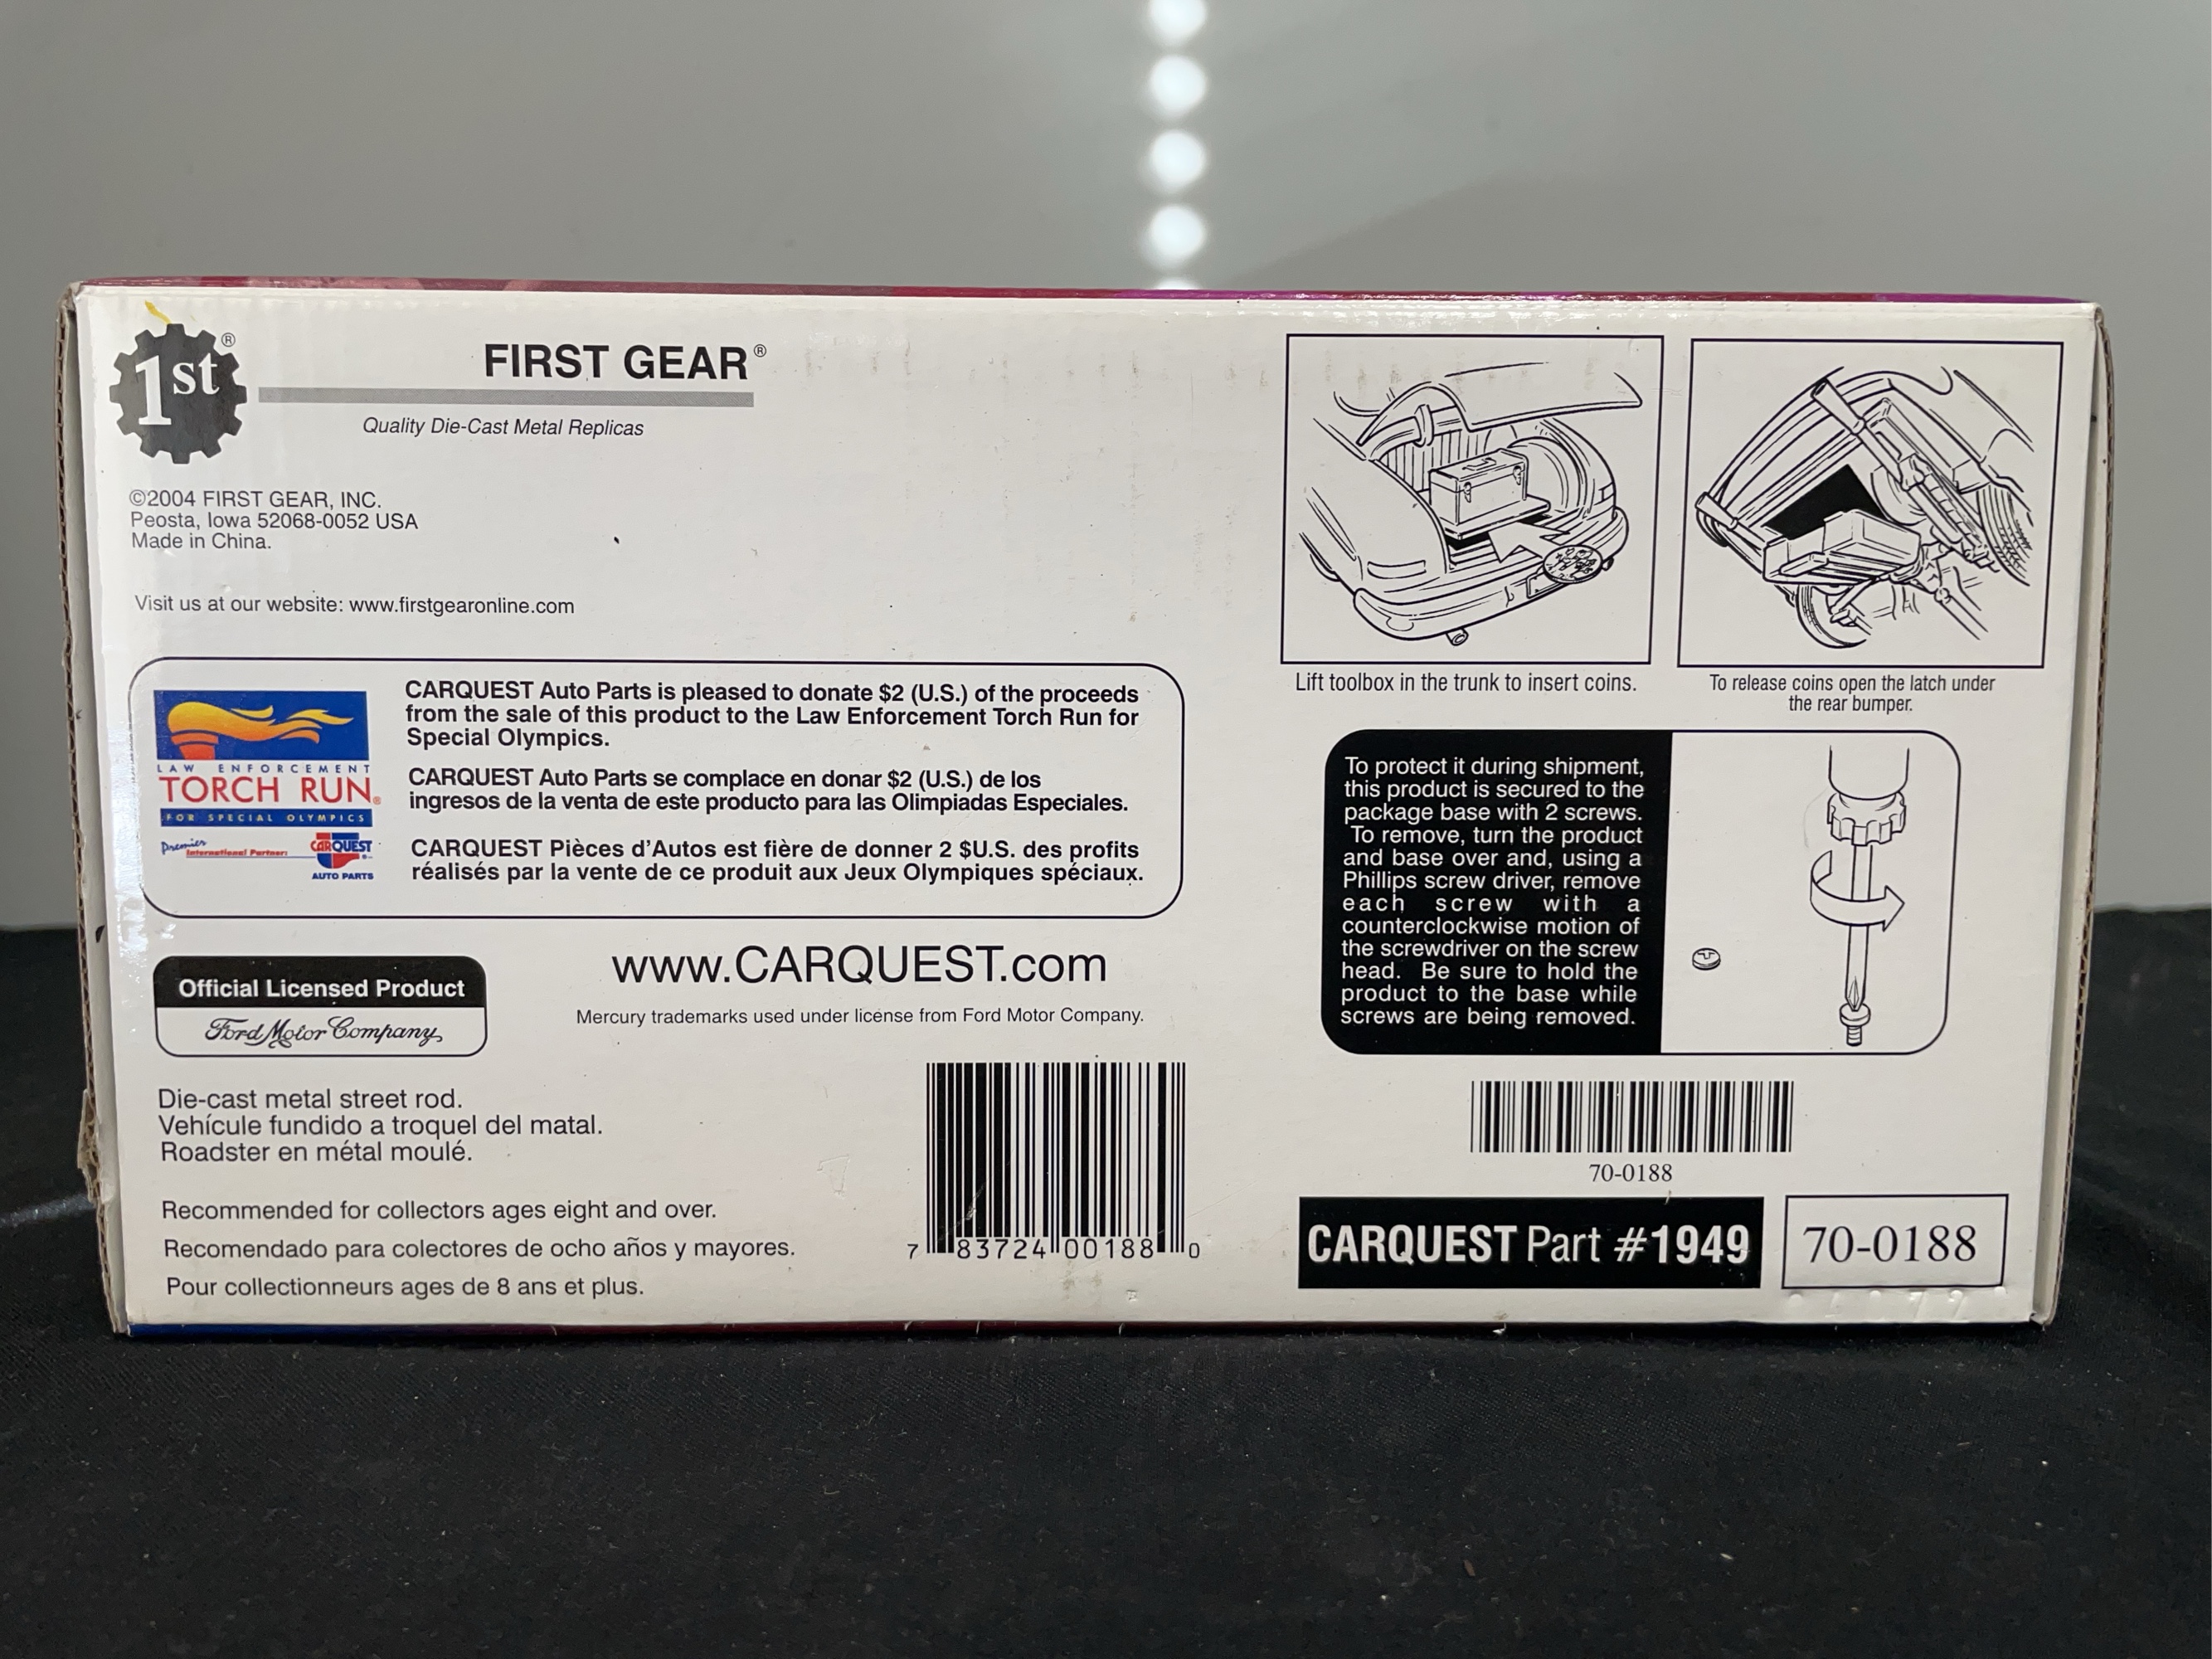 1st®
FIRST GEAR®
Quality Die-Cast Metal Replicas
©2004 FIRST GEAR, INC.
Peosta, Iowa 52068-0052 USA
Made in China.
Visit us at our website: www.firstgearonline.com
LAW ENFORCEMENT
TORCH RUN®
FOR SPECIAL OLYMPICS
Premier
International Partner:
CARQUEST
AUTO PARTS
CARQUEST Auto Parts is pleased to donate $2 (U.S.) of the proceeds
from the sale of this product to the Law Enforcement Torch Run for
Special Olympics.
CARQUEST Auto Parts se complace en donar $2 (U.S.) de los
ingresos de la venta de este producto para las Olimpiadas Especiales.
CARQUEST Pièces d'Autos est fière de donner 2 $U.S. des profits
réalisés par la vente de ce produit aux Jeux Olympiques spéciaux.
Official Licensed Product
Ford Motor Company,
www.CARQUEST.com
Mercury trademarks used under license from Ford Motor Company.
Die-cast metal street rod.
Vehícule fundido a troquel del matal.
Roadster en métal moulé.
Recommended for collectors ages eight and over.
Recomendado para colectores de ocho años y mayores.
Pour collectionneurs ages de 8 ans et plus.
7 83724 00188 0
Lift toolbox in the trunk to insert coins.
To release coins open the latch under
the rear bumper.
To protect it during shipment,
this product is secured to the
package base with 2 screws.
To remove, turn the product
and base over and, using a
Phillips screw driver, remove
each screw with a
counterclockwise motion of
the screwdriver on the screw
head. Be sure to hold the
product to the base while
screws are being removed.
70-0188
CARQUEST Part #1949
70-0188